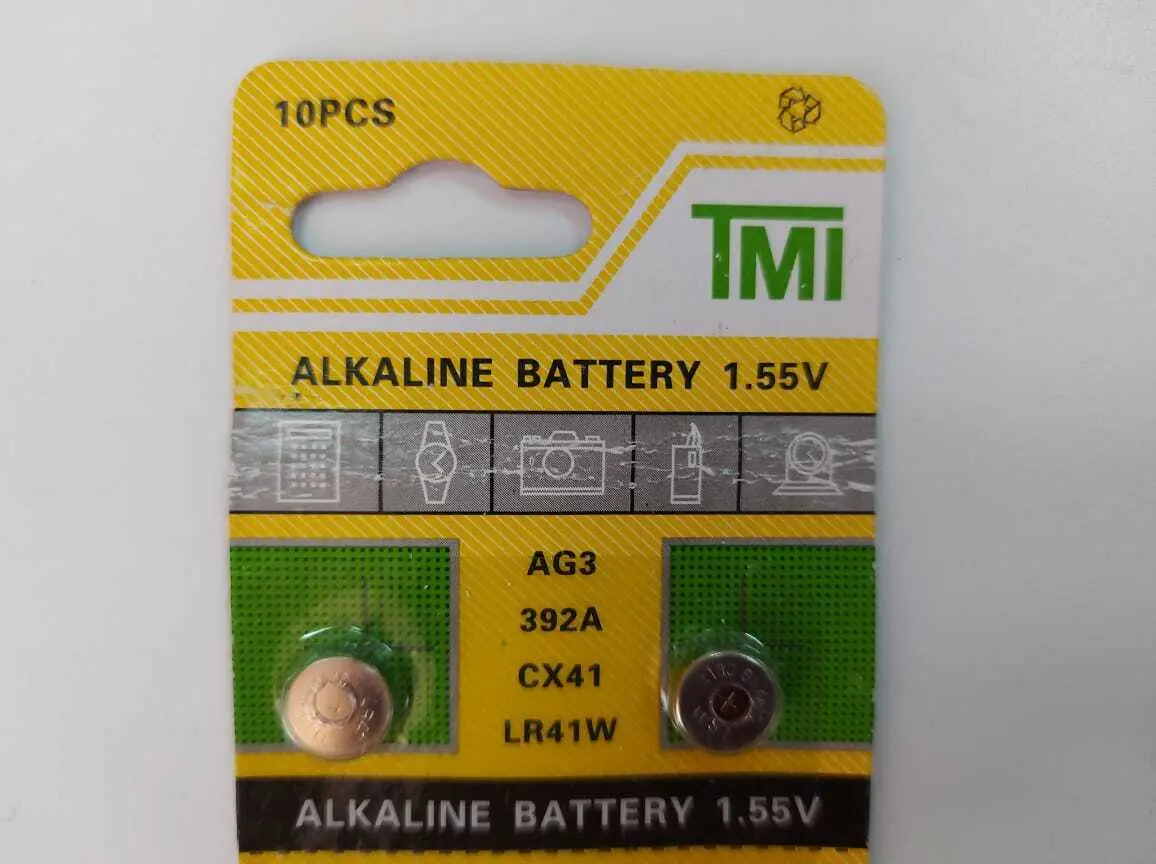 10PCS
TMI
ALKALINE BATTERY 1.55V
AG3
392A
CX41
LR41W
ALKALINE BATTERY 1.55V